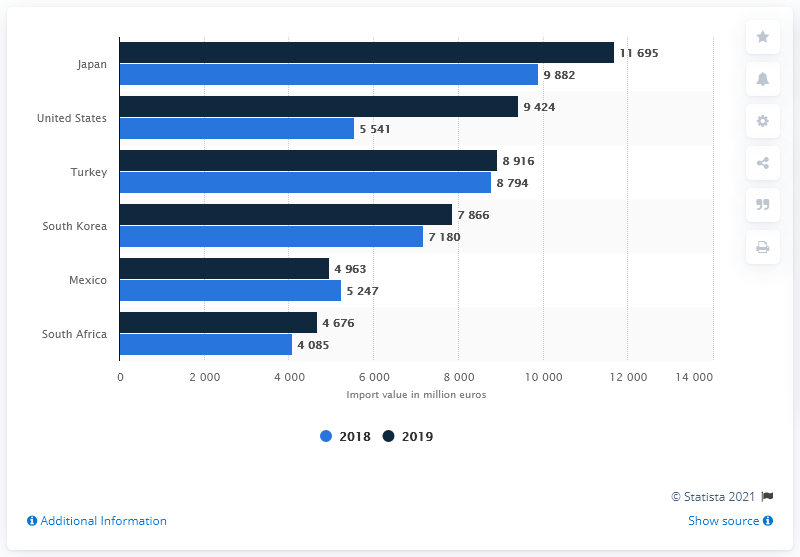 Japan
11 695
9 882
United States
9 424
5 541
Turkey
8 916
8 794
South Korea
7 866
7 180
Mexico
4 963
5 247
South Africa
4 676
4 085
0 2 000 4 000 6 000 8 000 10 000 12 000 14 000
Import value in million euros
2018 2019
© Statista 2021
Additional Information Show source